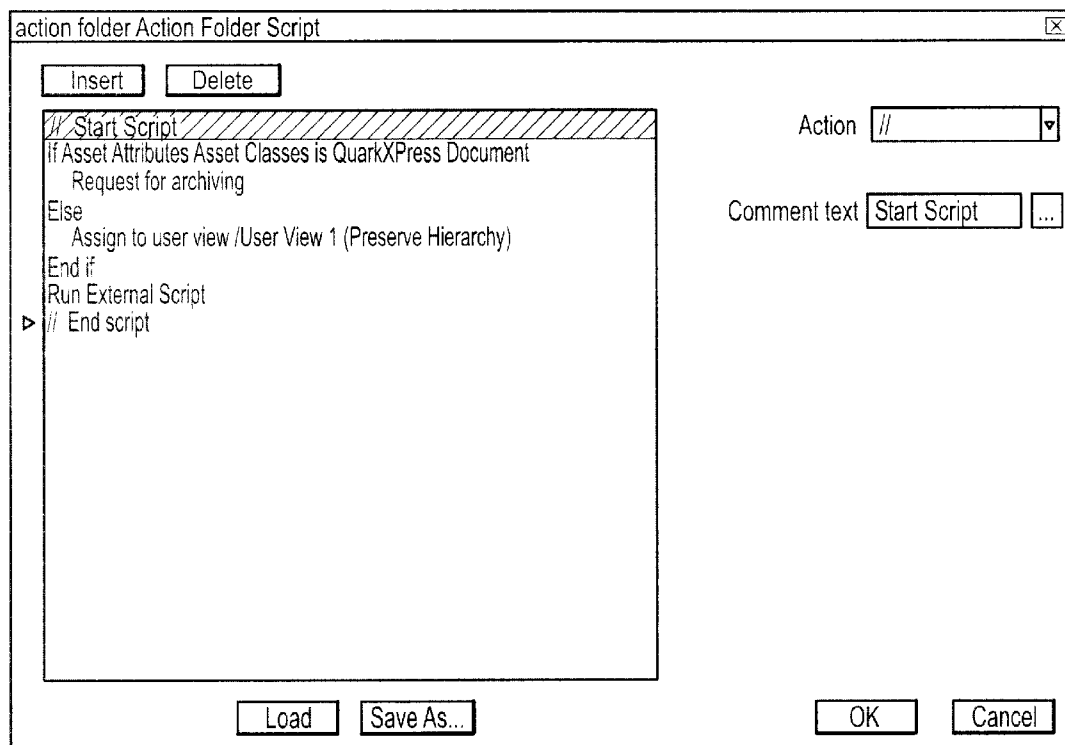 action folder Action Folder Script
Insert Delete
// Start Script
If Asset Attributes Asset Classes is QuarkXPress Document
Request for archiving
Else
Assign to user view /User View 1 (Preserve Hierarchy)
End if
Run External Script
// End script
Action //
Comment text Start Script ...
Load Save As...
OK Cancel